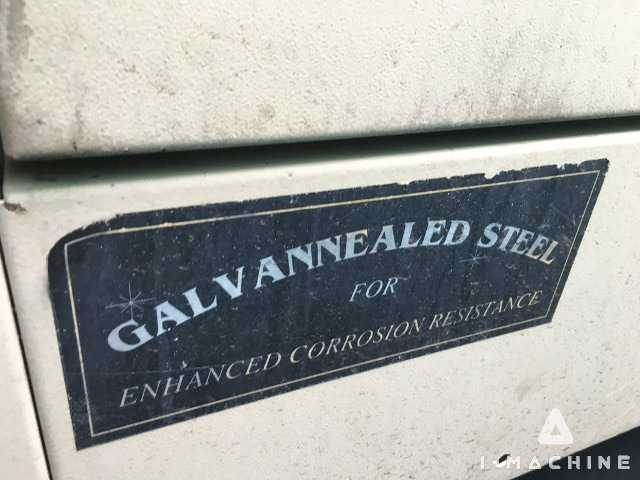 GALVANNEALED STEEL
FOR
ENHANCED CORROSION RESISTANCE
I-MACHINE